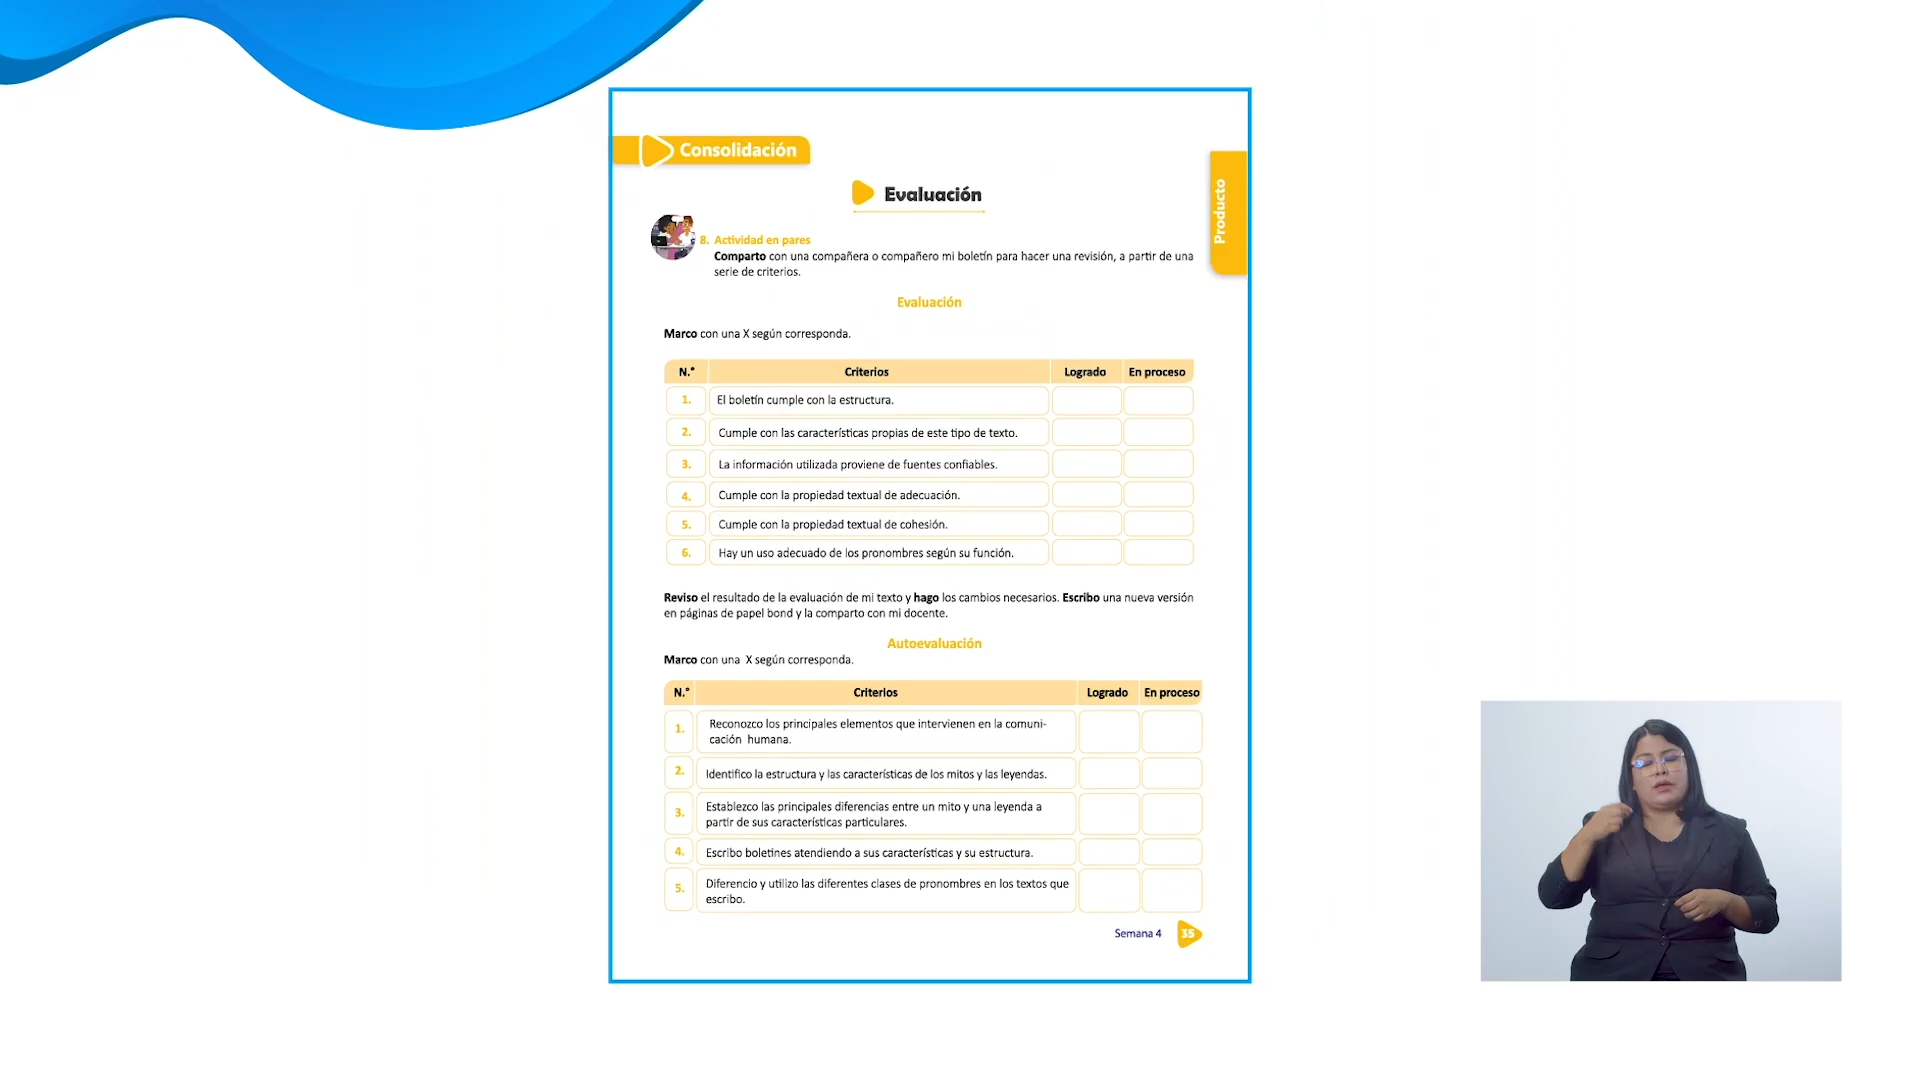 Consolidación
Evaluación
Producto
8. Actividad en pares
Comparto con una compañera o compañero mi boletín para hacer una revisión, a partir de una
serie de criterios.
Evaluación
Marco con una X según corresponda.
N.° Criterios Logrado En proceso
1. El boletín cumple con la estructura.
2. Cumple con las características propias de este tipo de texto.
3. La información utilizada proviene de fuentes confiables.
4. Cumple con la propiedad textual de adecuación.
5. Cumple con la propiedad textual de cohesión.
6. Hay un uso adecuado de los pronombres según su función.
Reviso el resultado de la evaluación de mi texto y hago los cambios necesarios. Escribo una nueva versión
en páginas de papel bond y la comparto con mi docente.
Autoevaluación
Marco con una X según corresponda.
N.° Criterios Logrado En proceso
1. Reconozco los principales elementos que intervienen en la comuni-
cación humana.
2. Identifico la estructura y las características de los mitos y las leyendas.
3. Establezco las principales diferencias entre un mito y una leyenda a
partir de sus características particulares.
4. Escribo boletines atendiendo a sus características y su estructura.
5. Diferencio y utilizo las diferentes clases de pronombres en los textos que
escribo.
Semana 4 35